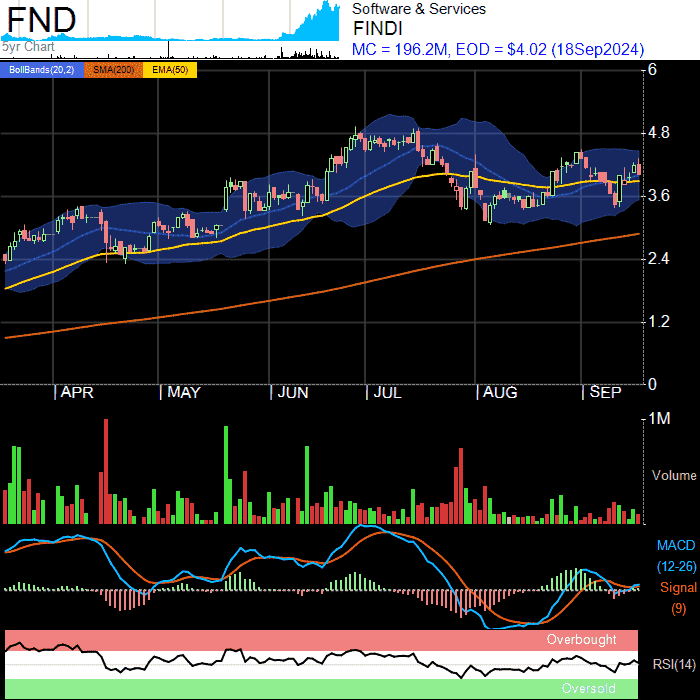 FND
5yr Chart
Software & Services
FINDI
MC = 196.2M, EOD = $4.02 (18Sep2024)
BollBands(20,2) SMA(200) EMA(50)
6
4.8
3.6
2.4
1.2
0
APR MAY JUN JUL AUG SEP
1M
Volume
MACD
(12-26)
Signal
(9)
Overbought
RSI(14)
Oversold